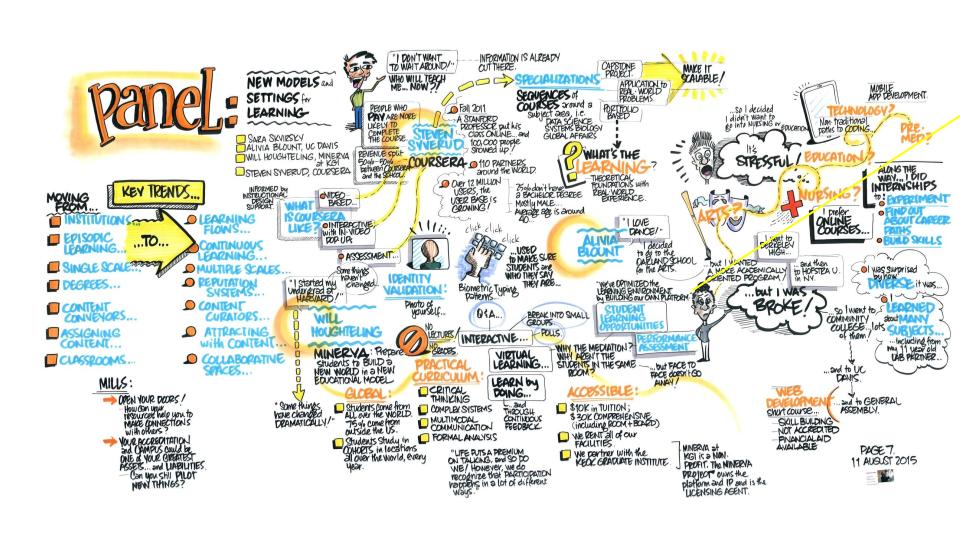 Panel:
NEW MODELS and
SETTINGS for
LEARNING
SARA SKVIRSKY
ALIVIA BLOUNT, UC DAVIS
WILL HOUGHTELING, MINERVA
at KGI
STEVEN SYVERUD, COURSERA
KEY TRENDS...
MOVING
FROM...
...TO...
INSTITUTIONS...
EPISODIC
LEARNING...
SINGLE SCALE...
DEGREES...
CONTENT
CONVEYORS...
ASSIGNING
CONTENT...
CLASSROOMS...
LEARNING
FLOWS...
CONTINUOUS
LEARNING...
MULTIPLE SCALES...
REPUTATION
SYSTEMS...
CONTENT
CURATORS...
ATTRACTING
with CONTENT...
COLLABORATIVE
SPACES...
MILLS:
OPEN YOUR DOORS!
How can your
resources help you to
MAKE CONNECTIONS
with others?
YOUR ACCREDITATION
and CAMPUS could be
ONE of YOUR GREATEST
ASSETS... and LIABILITIES.
Can you still PILOT
NEW THINGS?
"I DON'T WANT
TO WAIT AROUND!"...
WHO WILL TEACH
ME... NOW?!
INFORMATION IS ALREADY
OUT THERE.
PEOPLE WHO
PAY ARE MORE
LIKELY TO
COMPLETE
THE COURSE.
REVENUE split
50%-50%
between COURSERA
and the SCHOOL.
STEVEN
SYVERUD
COURSERA
Fall 2011
A STANFORD
PROFESSOR put his
CLASS ONLINE... and
100,000 PEOPLE
SHOWED UP!
110 PARTNERS
around the WORLD.
Over 12 MILLION
USERS, the
USER BASE is
GROWING!
75% don't have
a BACHELOR DEGREE
Mostly MALE...
Average age is around
40...
SPECIALIZATIONS
SEQUENCES of
COURSES around a
SUBJECT AREA, i.e.
DATA SCIENCE
SYSTEMS BIOLOGY
GLOBAL AFFAIRS
CAPSTONE
PROJECT.
APPLICATION to
REAL-WORLD
PROBLEMS
PORTFOLIO
BASED
MAKE IT
SCALABLE!
?
WHAT'S THE
LEARNING?
THEORETICAL
FOUNDATIONS with
REAL WORLD
EXPERIENCE.
INFORMED by
INSTRUCTIONAL
DESIGN
SUPPORT.
WHAT IS
COURSERA
LIKE?
VIDEO-
BASED
INTERACTIVE,
with IN-VIDEO
POP UPS.
ASSESSMENT...
Some things
haven't
changed.
IDENTITY
VALIDATION!
Photo of
yourself...
click click
click
Biometric Typing
patterns...
...USED
to MAKE SURE
STUDENTS are
WHO SAY
THEY ARE...
"I started my
undergrad at
HARVARD!"
WILL
HOUGHTELING
"Some things
have changed
DRAMATICALLY!"
MINERVA: Prepare
students to BUILD a
NEW WORLD in a NEW
EDUCATIONAL MODEL.
GLOBAL:
Students come from
ALL over the WORLD.
75% come from
outside the US.
Students STUDY in
COHORTS in locations
all over the world, every
year.
NO
LECTURES!
NO
GRADES.
PRACTICAL
CURRICULUM!
CRITICAL
THINKING
COMPLEX SYSTEMS
MULTIMODAL
COMMUNICATION
FORMAL ANALYSIS
Q&A...
BREAK INTO SMALL
GROUPS...
POLLS
INTERACTIVE...
VIRTUAL
LEARNING...
LEARN by
DOING...
...and
THROUGH
CONTINUOUS
FEEDBACK.
"LIFE PUTS A PREMIUM
ON TALKING, and SO DO
WE! However, we do
recognize that PARTICIPATION
happens in a lot of different
ways."
WHY THE MEDIATION?
WHY AREN'T the
STUDENTS IN THE SAME
ROOM?
...but FACE TO
FACE doesn't GO
AWAY!
ACCESSIBLE:
$10K in TUITION;
$30K COMPREHENSIVE
(including ROOM + BOARD)
WE RENT all of our
FACILITIES.
We partner with the
KECK GRADUATE INSTITUTE.
MINERVA at
KGI is a NON-
PROFIT. The MINERVA
PROJECT owns the
platform and IP and is the
LICENSING AGENT.
WE'VE OPTIMIZED the
LEARNING ENVIRONMENT
by BUILDING our OWN PLATFORM
STUDENT
LEARNING
OPPORTUNITIES
PERFORMANCE
ASSESSMENT
ALIVIA
BLOUNT
"I LOVE
DANCE!"
I decided
to go to the
OAKLAND SCHOOL
for the ARTS.
ARTS?
It's
STRESSFUL!
...so I decided
I didn't want to
go into NURSING or
EDUCATION
EDUCATION?
NURSING?
TECHNOLOGY?
Non-traditional
paths to CODING...
MOBILE
APP DEVELOPMENT.
PRE-
MED?
I prefer
ONLINE
COURSES...
ALONG the
WAY... I DID
INTERNSHIPS
to
EXPERIMENT
FIND OUT
ABOUT CAREER
PATHS
BUILD SKILLS
I went to
BERKELEY
HIGH...
...but I WANTED
A MORE ACADEMICALLY
ORIENTED PROGRAM!
...and then
to HOFSTRA U.
in NY.
...but I was
BROKE!
...so I went to
COMMUNITY
COLLEGE...
I was surprised
by how
DIVERSE it was...
I LEARNED
about
lots SUBJECTS...
of
...including from
my 71 year old
LAB PARTNER...
...and to UC
DAVIS.
...and to GENERAL
ASSEMBLY.
WEB
DEVELOPMENT
short course...
SKILL BUILDING
NOT ACCREDITED
FINANCIAL AID
AVAILABLE
PAGE 7.
11 AUGUST 2015